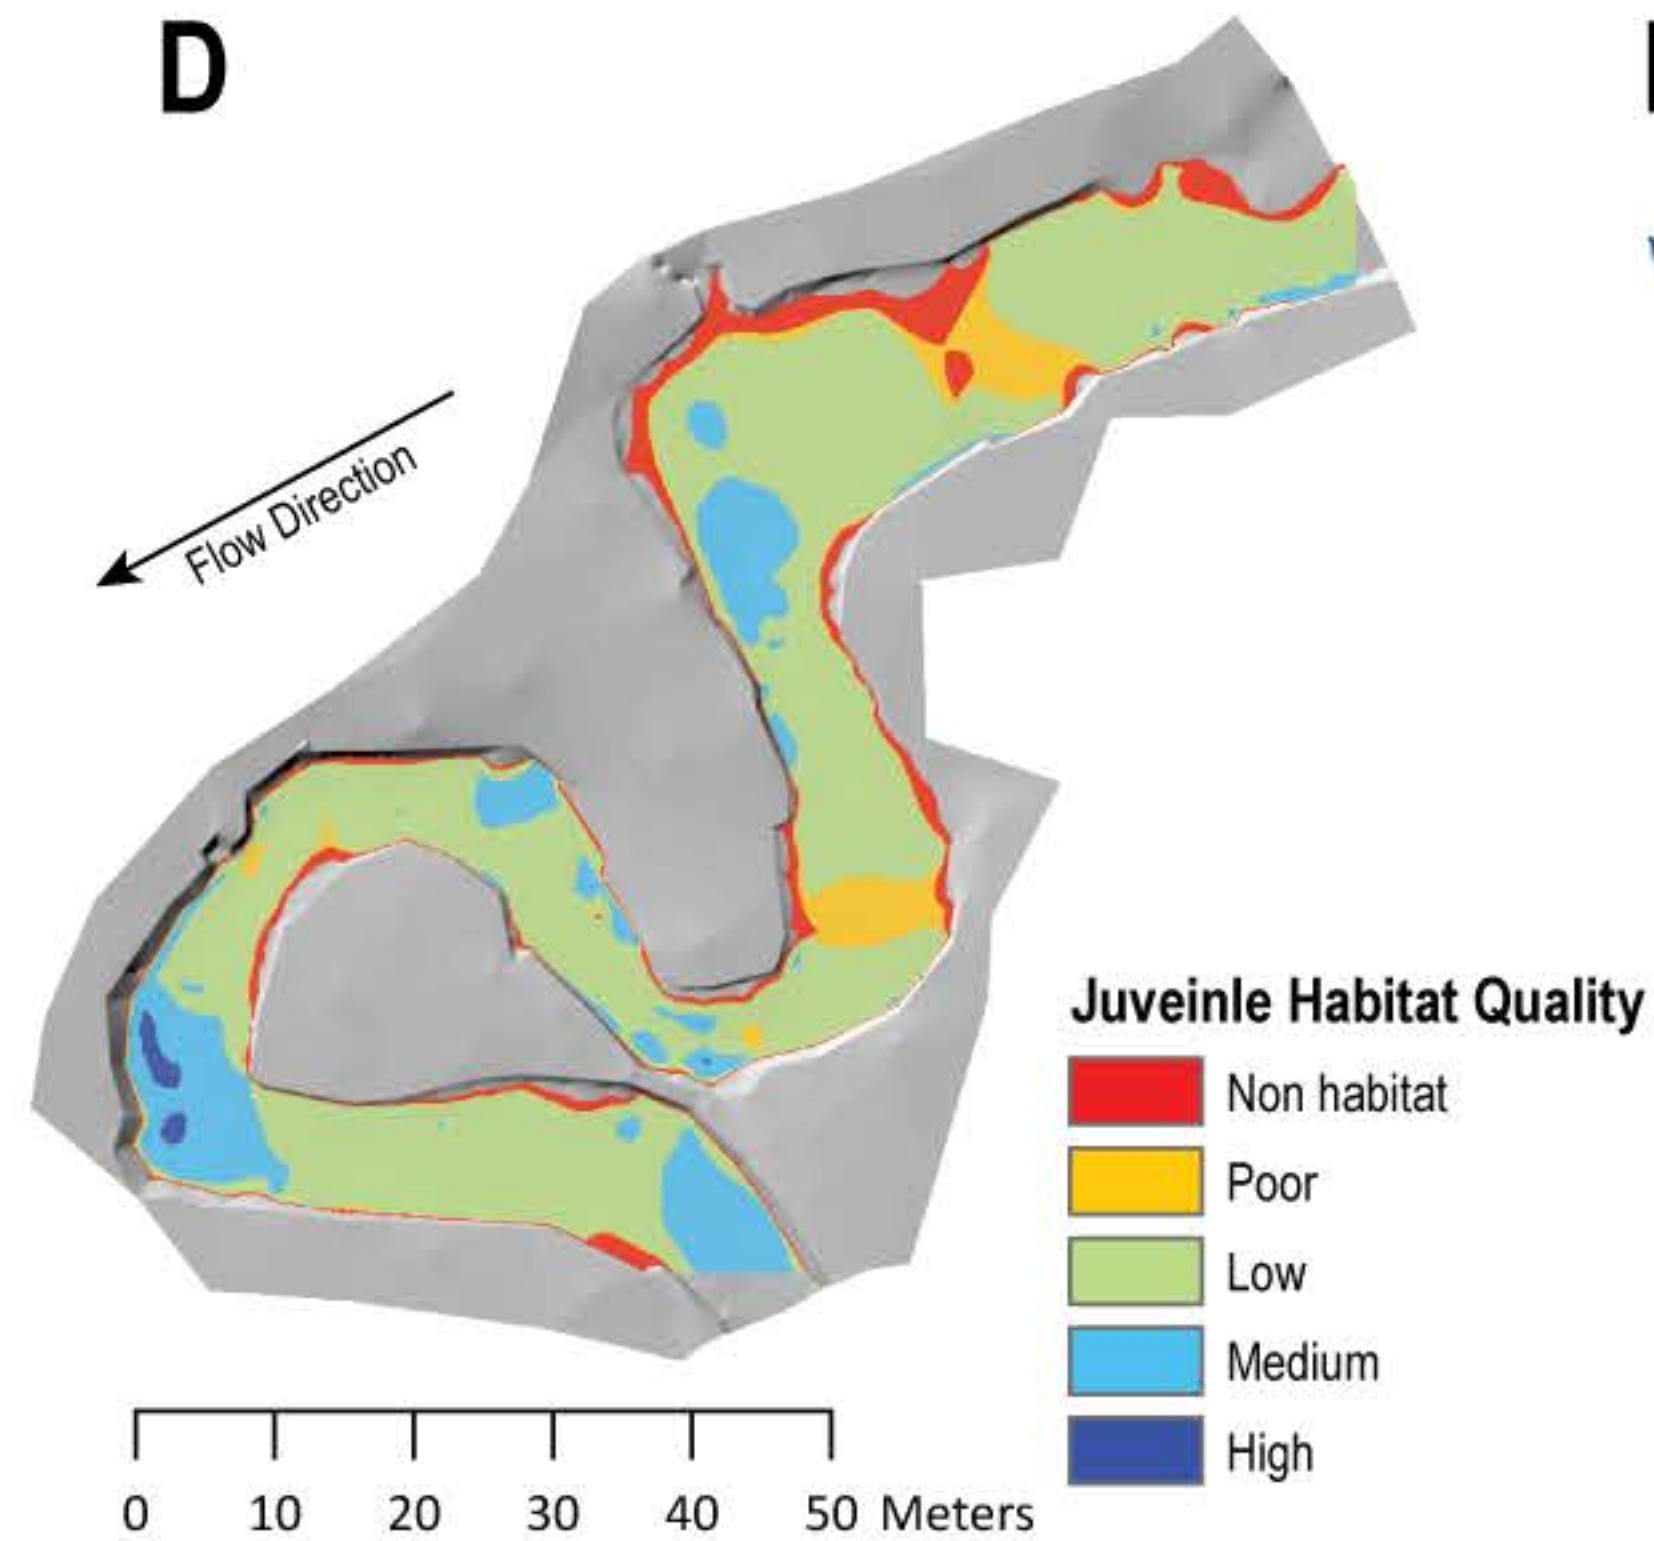 D
Flow Direction
Juveinle Habitat Quality
Non habitat
Poor
Low
Medium
High
0 10 20 30 40 50 Meters